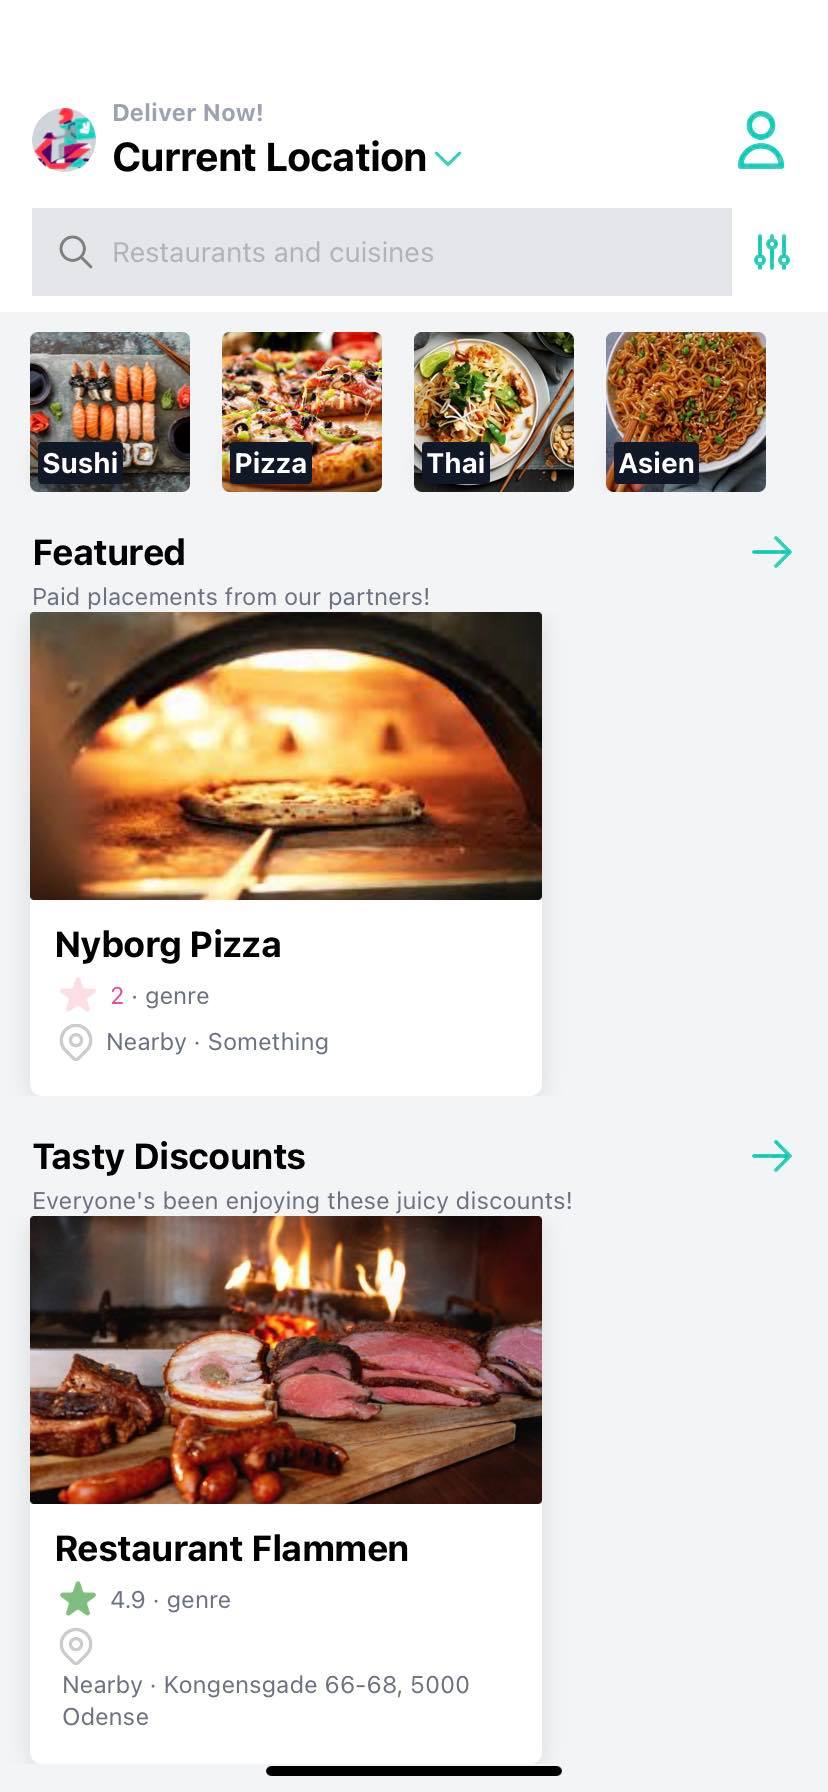 Deliver Now!
Current Location
Restaurants and cuisines
Sushi
Pizza
Thai
Asien
Featured
Paid placements from our partners!
Nyborg Pizza
2 · genre
Nearby · Something
Tasty Discounts
Everyone's been enjoying these juicy discounts!
Restaurant Flammen
4.9 · genre
Nearby · Kongensgade 66-68, 5000
Odense